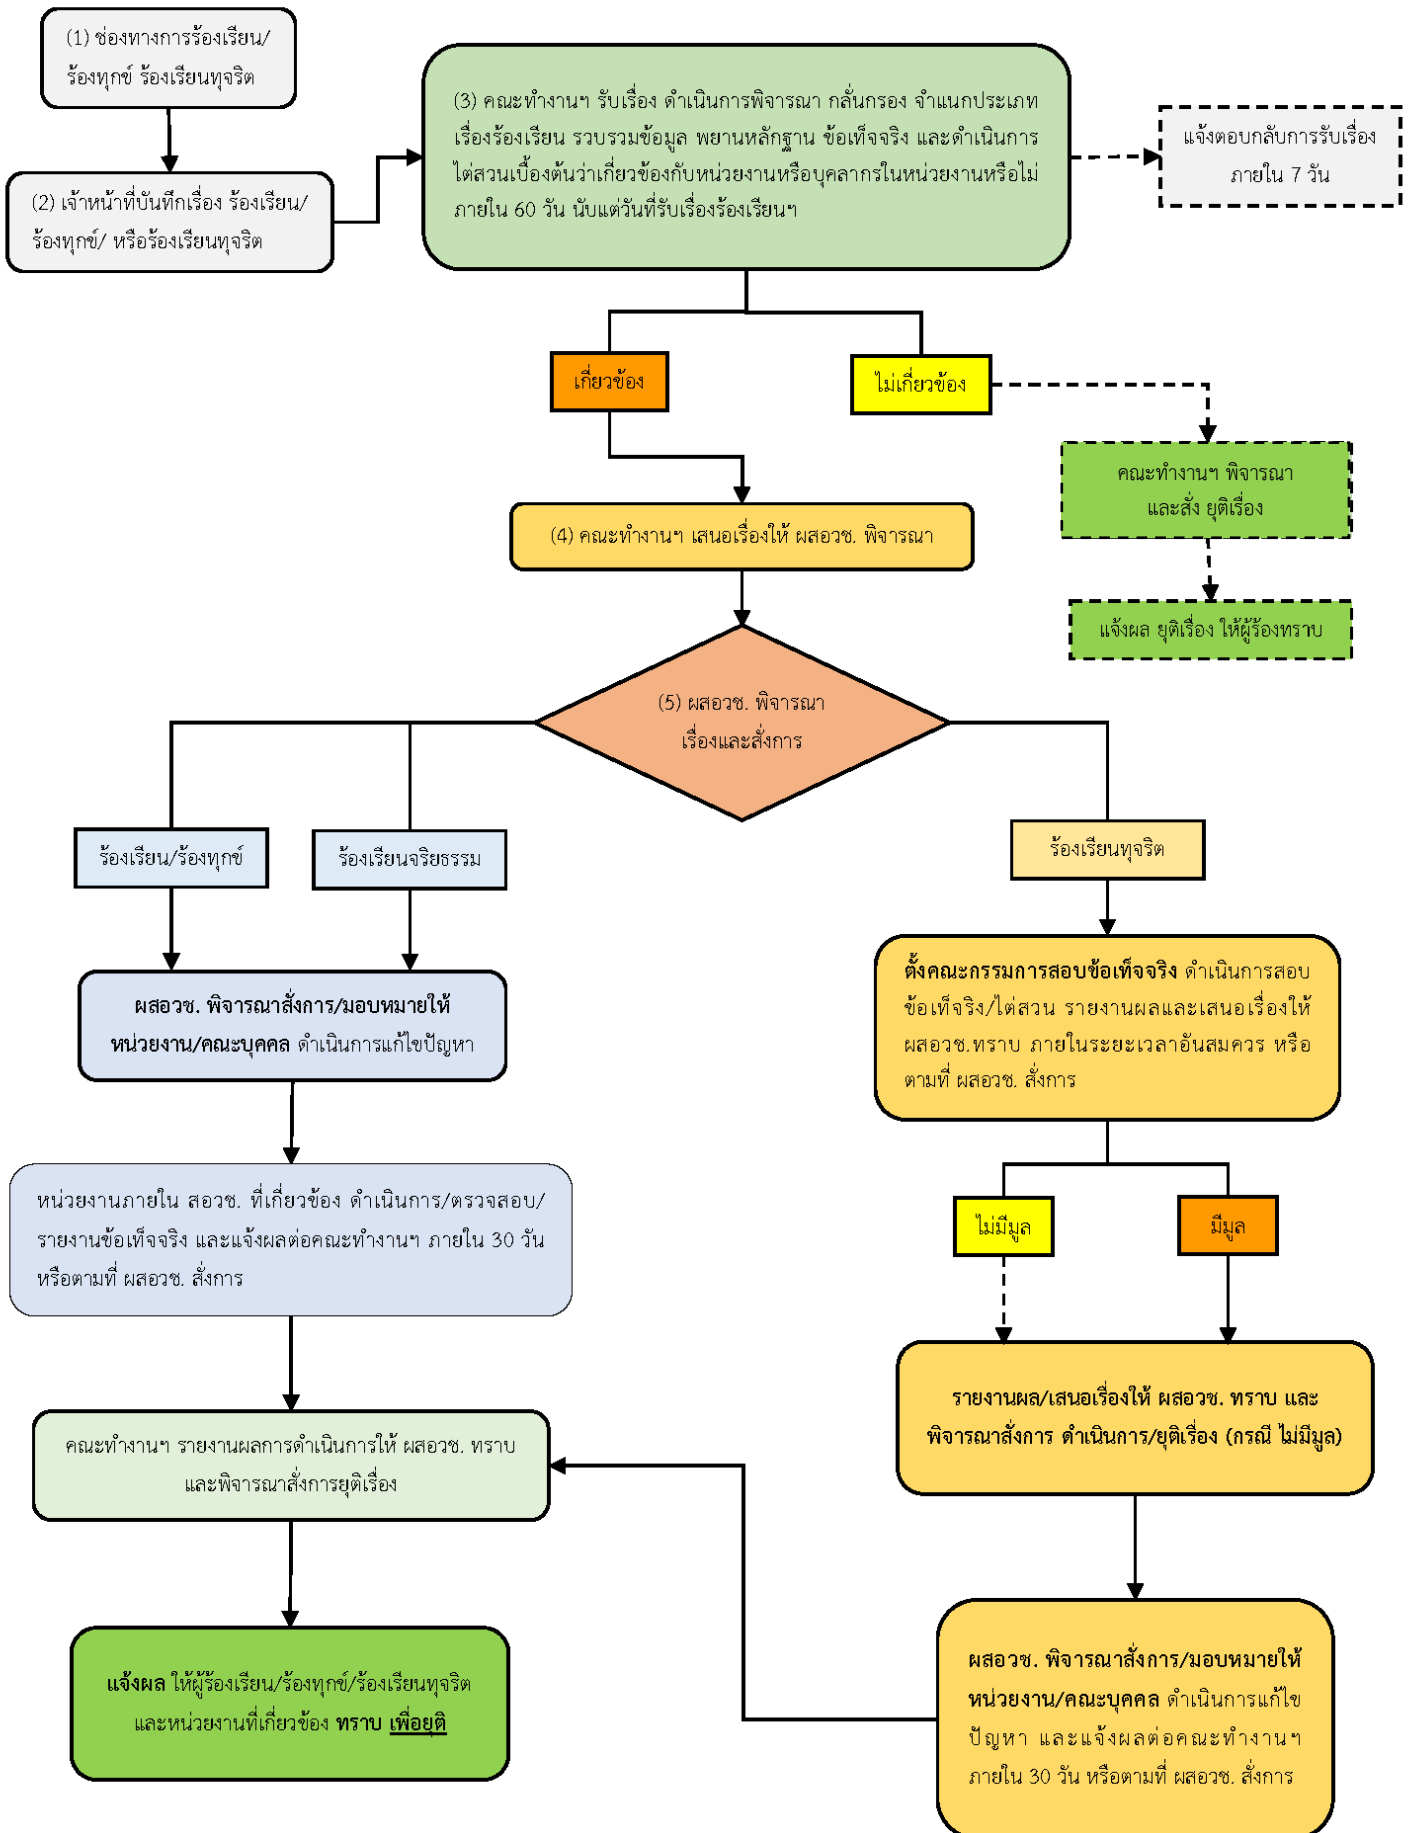 (1) ช่องทางการร้องเรียน/
ร้องทุกข์ ร้องเรียนทุจริต
(2) เจ้าหน้าที่บันทึกเรื่อง ร้องเรียน/
ร้องทุกข์/ หรือร้องเรียนทุจริต
(3) คณะทำงานฯ รับเรื่อง ดำเนินการพิจารณา กลั่นกรอง จำแนกประเภท
เรื่องร้องเรียน รวบรวมข้อมูล พยานหลักฐาน ข้อเท็จจริง และดำเนินการ
ไต่สวนเบื้องต้นว่าเกี่ยวข้องกับหน่วยงานหรือบุคลากรในหน่วยงานหรือไม่
ภายใน 60 วัน นับแต่วันที่รับเรื่องร้องเรียนฯ
แจ้งตอบกลับการรับเรื่อง
ภายใน 7 วัน
เกี่ยวข้อง
ไม่เกี่ยวข้อง
คณะทำงานฯ พิจารณา
และสั่ง ยุติเรื่อง
(4) คณะทำงานฯ เสนอเรื่องให้ ผสอวช. พิจารณา
แจ้งผล ยุติเรื่อง ให้ผู้ร้องทราบ
(5) ผสอวช. พิจารณา
เรื่องและสั่งการ
ร้องเรียน/ร้องทุกข์
ร้องเรียนจริยธรรม
ร้องเรียนทุจริต
ผสอวช. พิจารณาสั่งการ/มอบหมายให้
หน่วยงาน/คณะบุคคล ดำเนินการแก้ไขปัญหา
ตั้งคณะกรรมการสอบข้อเท็จจริง ดำเนินการสอบ
ข้อเท็จจริง/ไต่สวน รายงานผลและเสนอเรื่องให้
ผสอวช.ทราบ ภายในระยะเวลาอันสมควร หรือ
ตามที่ ผสอวช. สั่งการ
หน่วยงานภายใน สอวช. ที่เกี่ยวข้อง ดำเนินการ/ตรวจสอบ/
รายงานข้อเท็จจริง และแจ้งผลต่อคณะทำงานฯ ภายใน 30 วัน
หรือตามที่ ผสอวช. สั่งการ
ไม่มีมูล
มีมูล
รายงานผล/เสนอเรื่องให้ ผสอวช. ทราบ และ
พิจารณาสั่งการ ดำเนินการ/ยุติเรื่อง (กรณี ไม่มีมูล)
คณะทำงานฯ รายงานผลการดำเนินการให้ ผสอวช. ทราบ
และพิจารณาสั่งการยุติเรื่อง
แจ้งผล ให้ผู้ร้องเรียน/ร้องทุกข์/ร้องเรียนทุจริต
และหน่วยงานที่เกี่ยวข้อง ทราบ เพื่อยุติ
ผสอวช. พิจารณาสั่งการ/มอบหมายให้
หน่วยงาน/คณะบุคคล ดำเนินการแก้ไข
ปัญหา และแจ้งผลต่อคณะทำงานฯ
ภายใน 30 วัน หรือตามที่ ผสอวช. สั่งการ